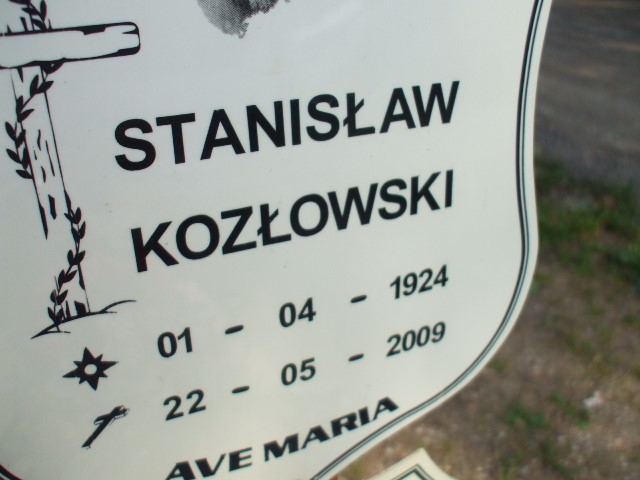 STANISŁAW
KOZŁOWSKI
01 - 04 - 1924
22 - 05 - 2009
AVE MARIA